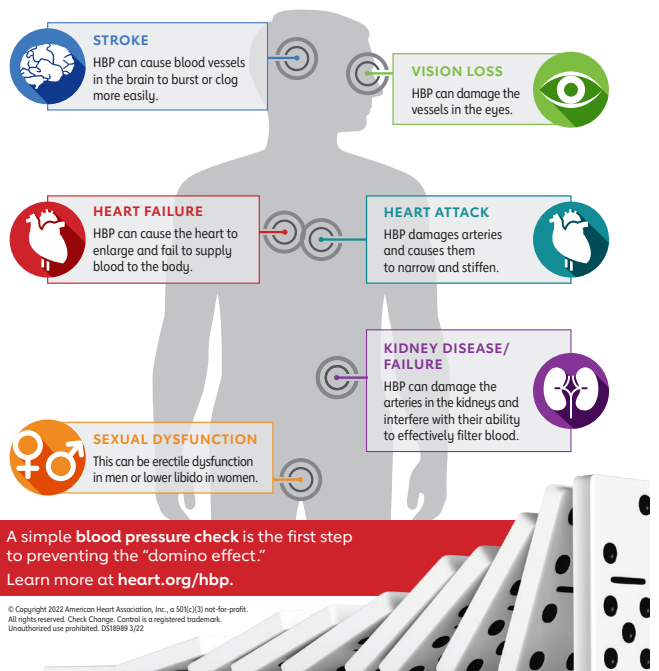 STROKE
HBP can cause blood vessels
in the brain to burst or clog
more easily.
VISION LOSS
HBP can damage the
vessels in the eyes.
HEART FAILURE
HBP can cause the heart to
enlarge and fail to supply
blood to the body.
HEART ATTACK
HBP damages arteries
and causes them
to narrow and stiffen.
KIDNEY DISEASE/
FAILURE
HBP can damage the
arteries in the kidneys and
interfere with their ability
to effectively filter blood.
SEXUAL DYSFUNCTION
This can be erectile dysfunction
in men or lower libido in women.
A simple blood pressure check is the first step
to preventing the “domino effect.”
Learn more at heart.org/hbp.
© Copyright 2022 American Heart Association, Inc., a 501(c)(3) not-for-profit.
All rights reserved. Check Change. Control is a registered trademark.
Unauthorized use prohibited. DS18989 3/22